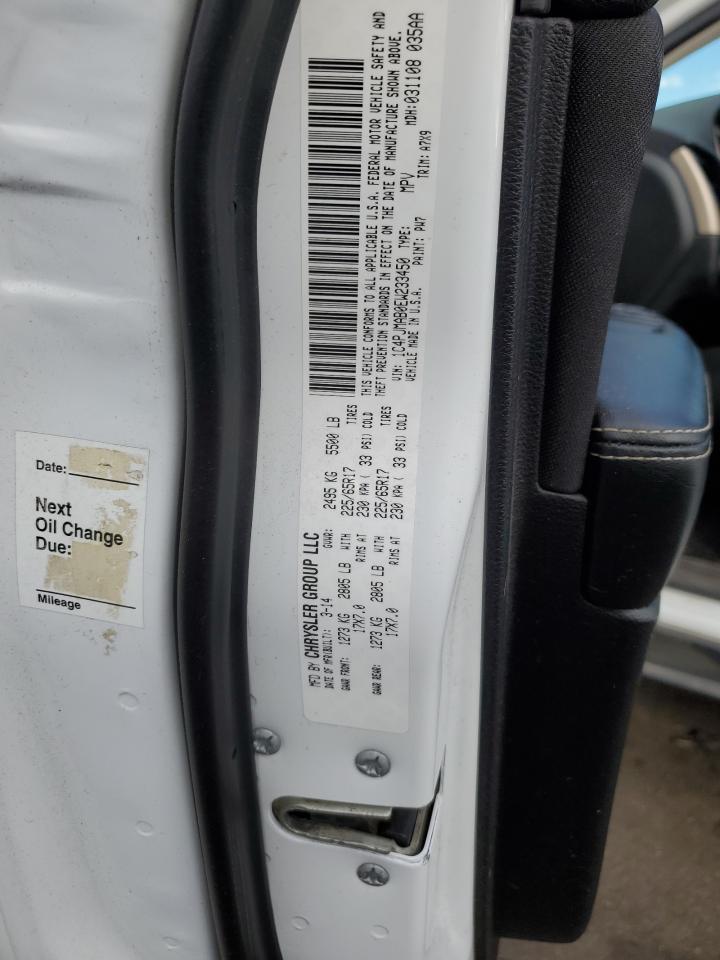 MFD BY CHRYSLER GROUP LLC
DATE OF MFR(BUILT): 3-14 GVWR: 2495 KG 5500 LB
GAWR FRONT: 1273 KG 2805 LB WITH 225/65R17 TIRES
17X7.0 RIMS AT 230 KPA ( 33 PSI) COLD
GAWR REAR: 1273 KG 2805 LB WITH 225/65R17 TIRES
17X7.0 RIMS AT 230 KPA ( 33 PSI) COLD
THIS VEHICLE CONFORMS TO ALL APPLICABLE U.S.A. FEDERAL MOTOR VEHICLE SAFETY AND
THEFT PREVENTION STANDARDS IN EFFECT ON THE DATE OF MANUFACTURE SHOWN ABOVE.
VIN: 1C4PJMAB0EW233450 TYPE: MPV MDH:031108 035AA
VEHICLE MADE IN U.S.A. PAINT: PW7 TRIM: A7X9
Date:
Next
Oil Change
Due:
Mileage